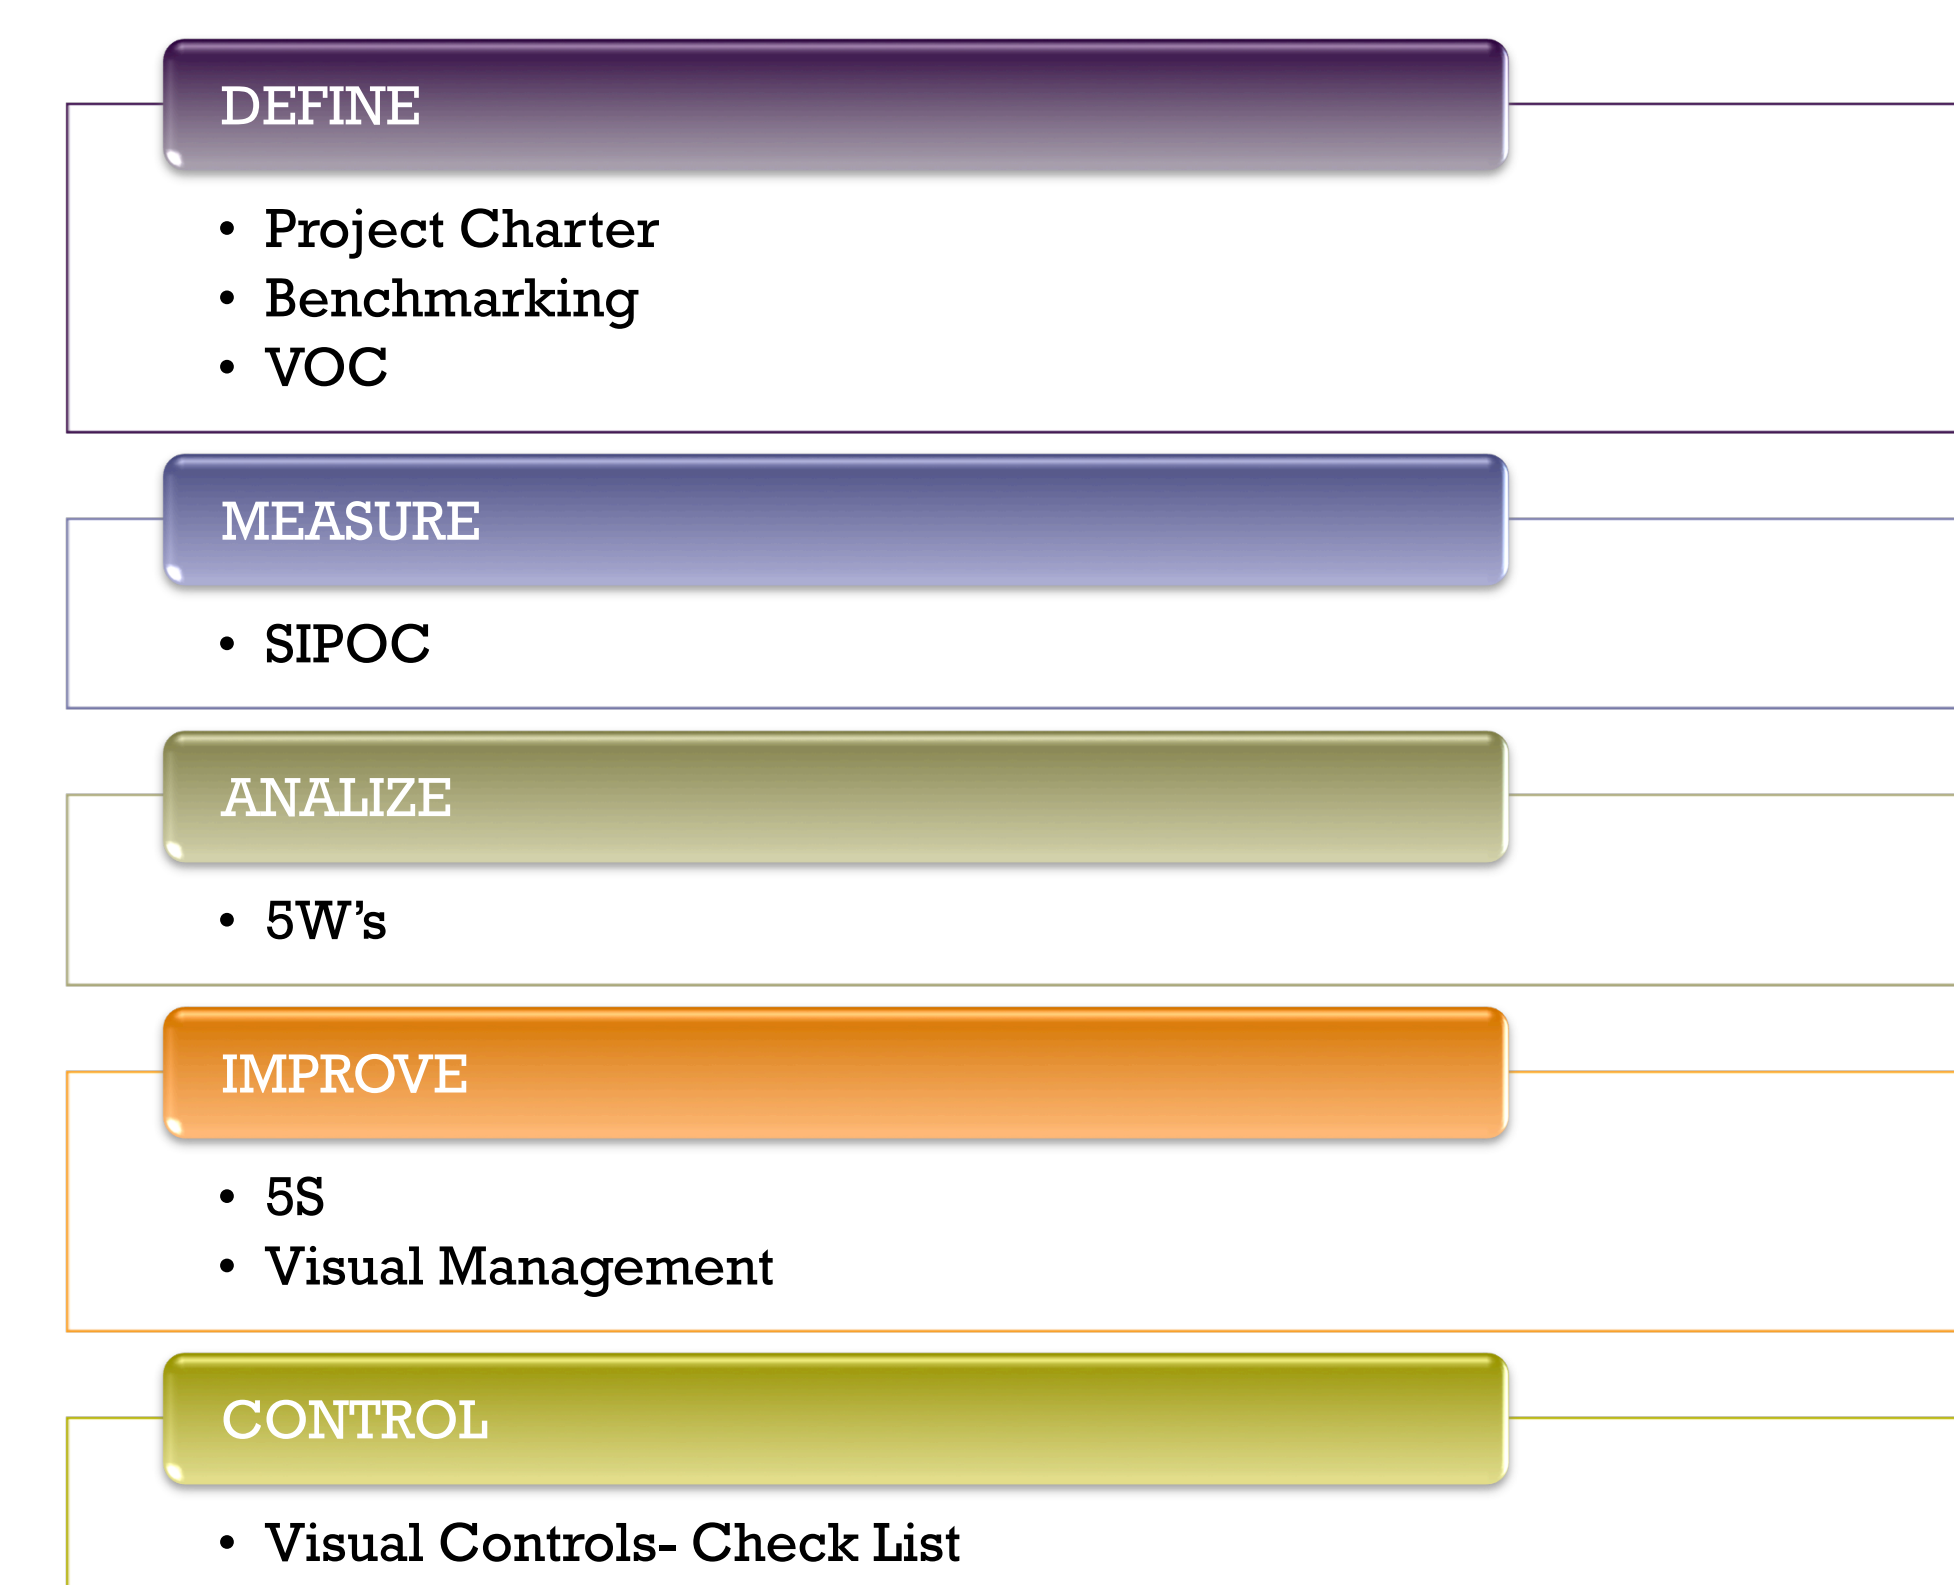 DEFINE
• Project Charter
• Benchmarking
• VOC
MEASURE
• SIPOC
ANALIZE
• 5W’s
IMPROVE
• 5S
• Visual Management
CONTROL
• Visual Controls- Check List